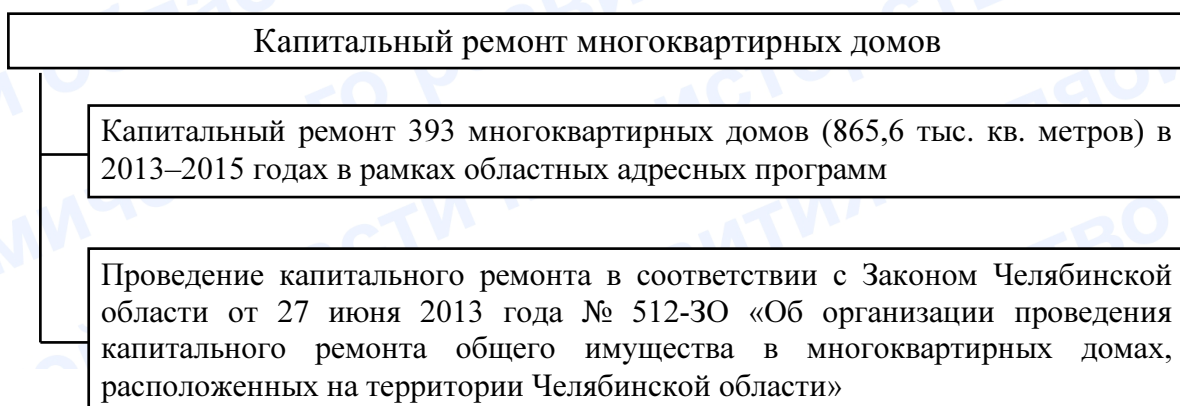 Капитальный ремонт многоквартирных домов
Капитальный ремонт 393 многоквартирных домов (865,6 тыс. кв. метров) в
2013–2015 годах в рамках областных адресных программ
Проведение капитального ремонта в соответствии с Законом Челябинской
области от 27 июня 2013 года № 512-ЗО «Об организации проведения
капитального ремонта общего имущества в многоквартирных домах,
расположенных на территории Челябинской области»